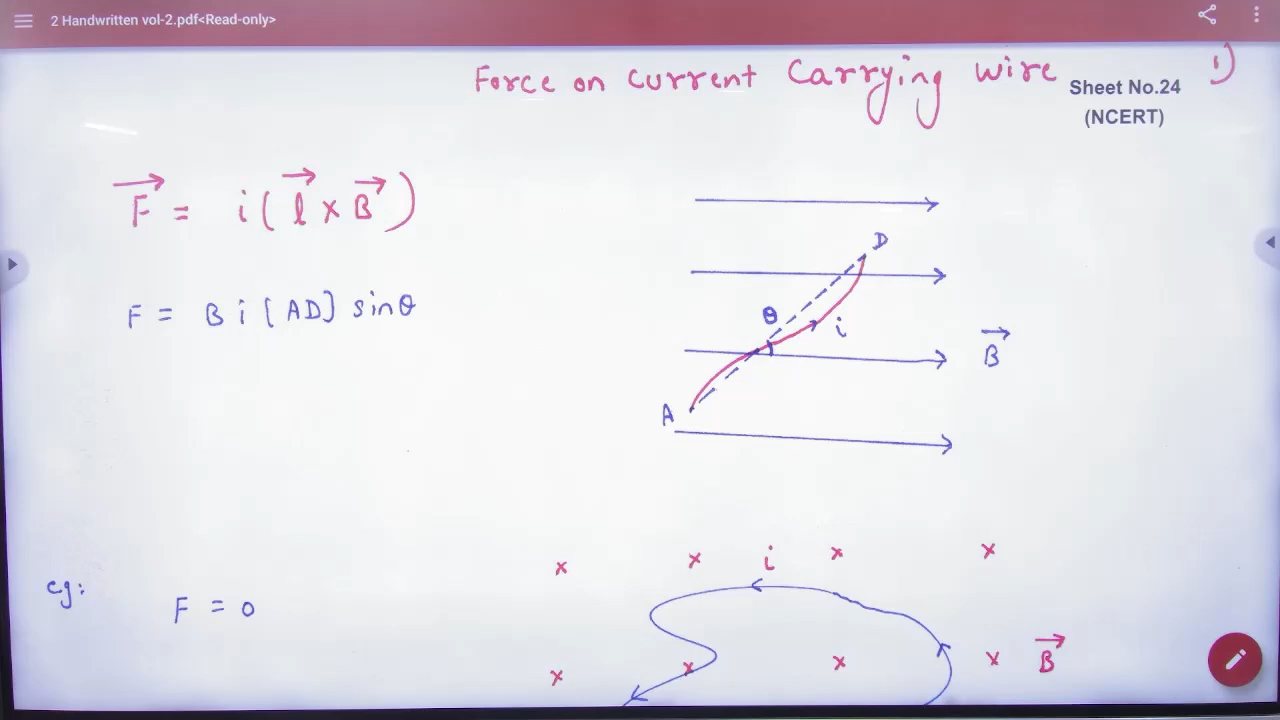 2 Handwritten vol-2.pdf<Read-only>
Force on current carrying wire
1)
Sheet No.24
(NCERT)
F = i(l×B)
F = Bi[AD] sinθ
D
θ
i
B
A
eg:
F = 0
× × i × ×
× × × × B